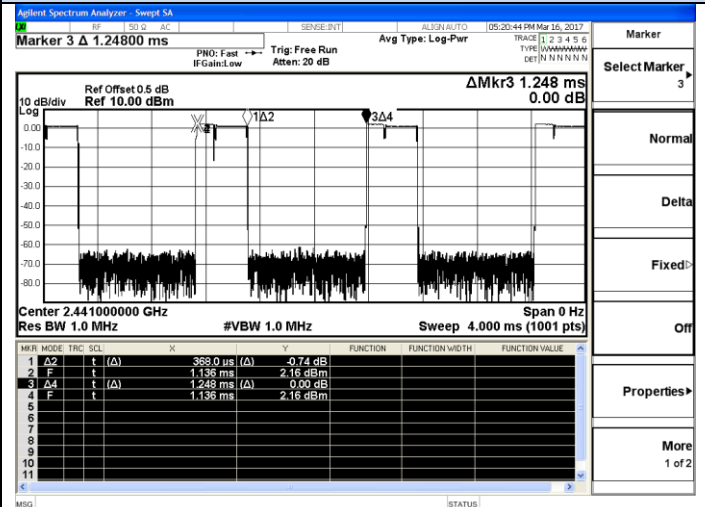 Agilent Spectrum Analyzer - Swept SA
LXI RF 50 Ω AC SENSE:INT ALIGN AUTO 05:20:44 PM Mar 16, 2017
Marker 3 Δ 1.24800 ms
PNO: Fast
IFGain:Low
Trig: Free Run
Atten: 20 dB
Avg Type: Log-Pwr
TRACE 1 2 3 4 5 6
TYPE WWWWWW
DET N N N N N N
Ref Offset 0.5 dB
Ref 10.00 dBm
10 dB/div
Log
ΔMkr3 1.248 ms
0.00 dB
1Δ2
3Δ4
0.00
-10.0
-20.0
-30.0
-40.0
-50.0
-60.0
-70.0
-80.0
Center 2.441000000 GHz Span 0 Hz
Res BW 1.0 MHz #VBW 1.0 MHz Sweep 4.000 ms (1001 pts)
MKR MODE TRC SCL X Y FUNCTION FUNCTION WIDTH FUNCTION VALUE
1 Δ2 t (Δ) 368.0 µs (Δ) -0.74 dB
2 F t 1.136 ms 2.16 dBm
3 Δ4 t (Δ) 1.248 ms (Δ) 0.00 dB
4 F t 1.136 ms 2.16 dBm
5
6
7
8
9
10
11
MSG STATUS
Marker
Select Marker
3
Normal
Delta
Fixed
Off
Properties
More
1 of 2